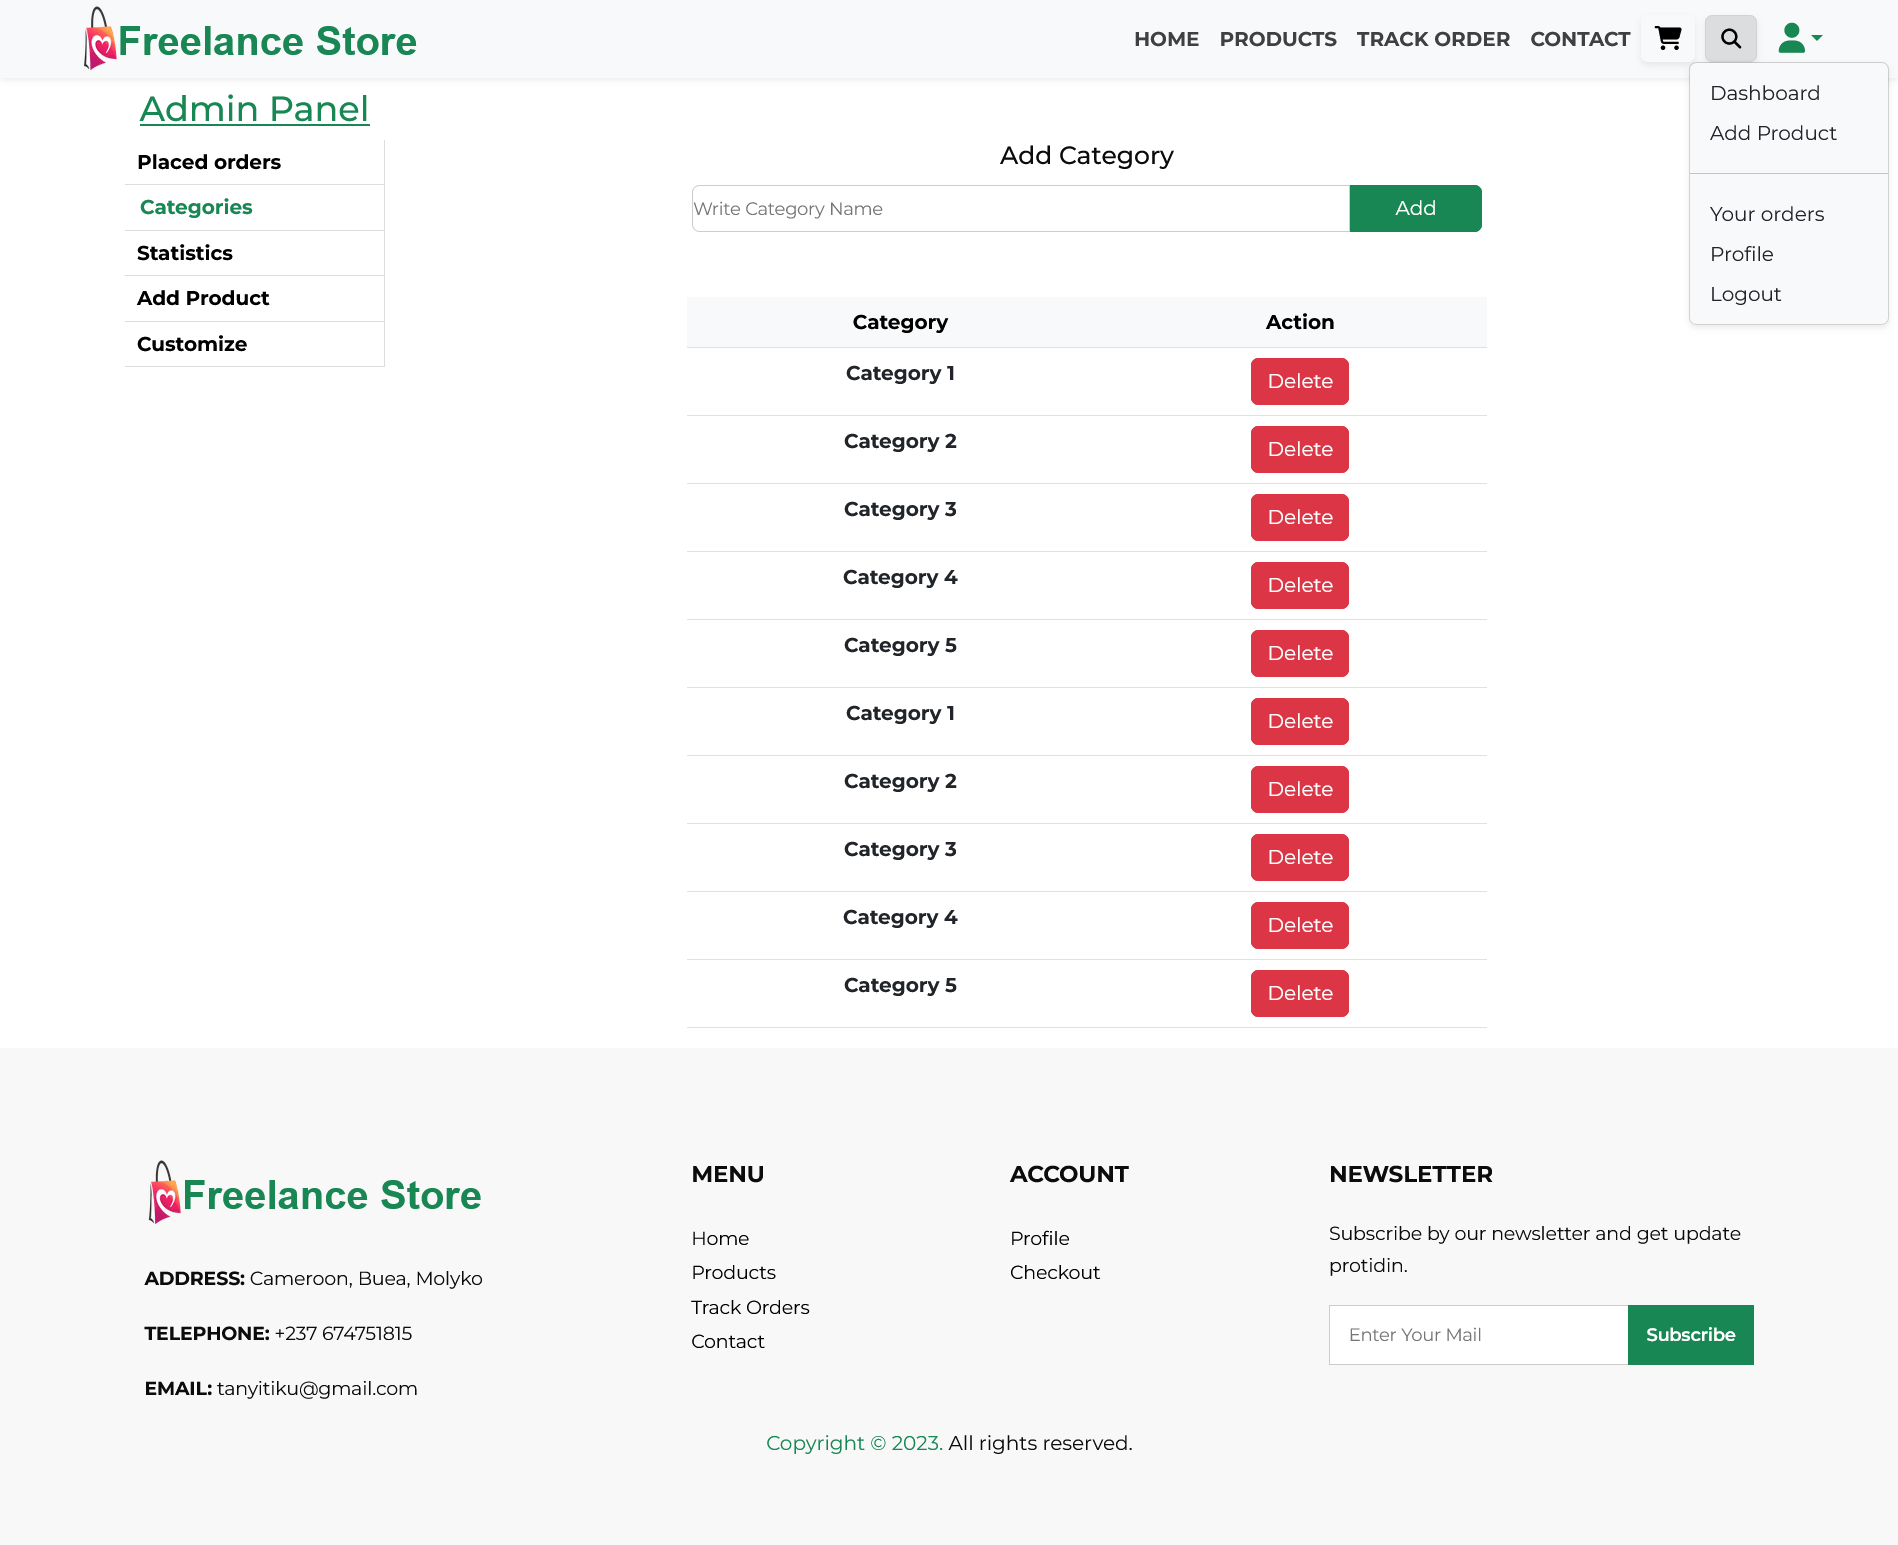 Freelance Store
HOME PRODUCTS TRACK ORDER CONTACT
Dashboard
Add Product
Your orders
Profile
Logout
Admin Panel
Placed orders
Categories
Statistics
Add Product
Customize
Add Category
Write Category Name Add
Category Action
Category 1 Delete
Category 2 Delete
Category 3 Delete
Category 4 Delete
Category 5 Delete
Category 1 Delete
Category 2 Delete
Category 3 Delete
Category 4 Delete
Category 5 Delete
Freelance Store
ADDRESS: Cameroon, Buea, Molyko
TELEPHONE: +237 674751815
EMAIL: tanyitiku@gmail.com
MENU
Home
Products
Track Orders
Contact
ACCOUNT
Profile
Checkout
NEWSLETTER
Subscribe by our newsletter and get update
protidin.
Enter Your Mail Subscribe
Copyright © 2023. All rights reserved.